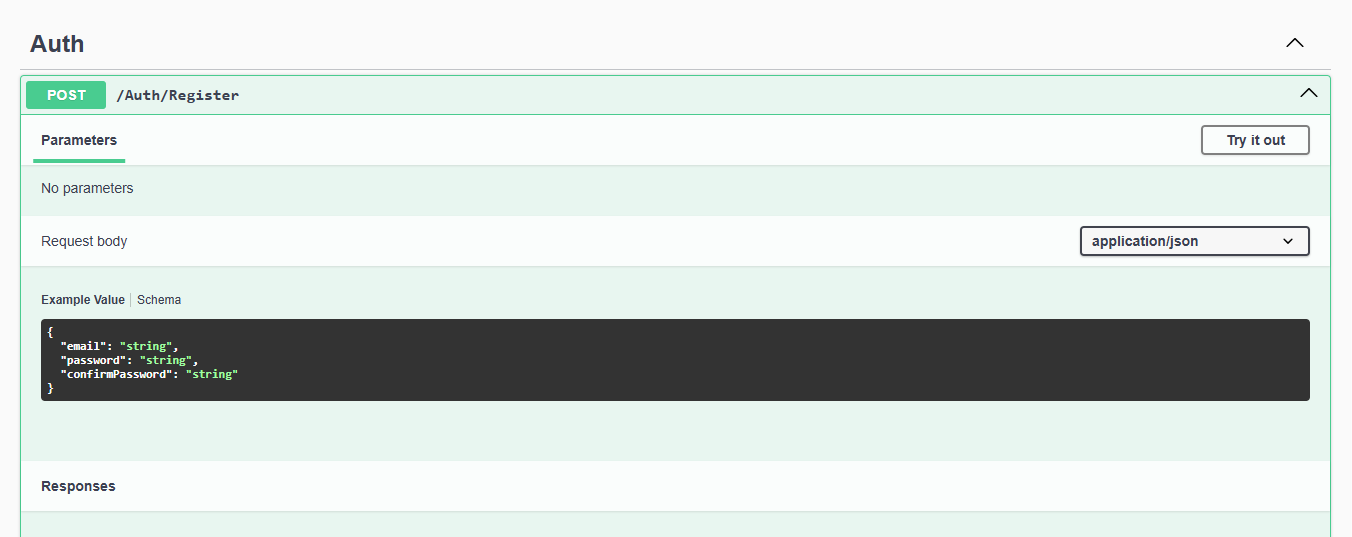 Auth
POST /Auth/Register
Parameters Try it out
No parameters
Request body application/json
Example Value Schema
{
  "email": "string",
  "password": "string",
  "confirmPassword": "string"
}
Responses